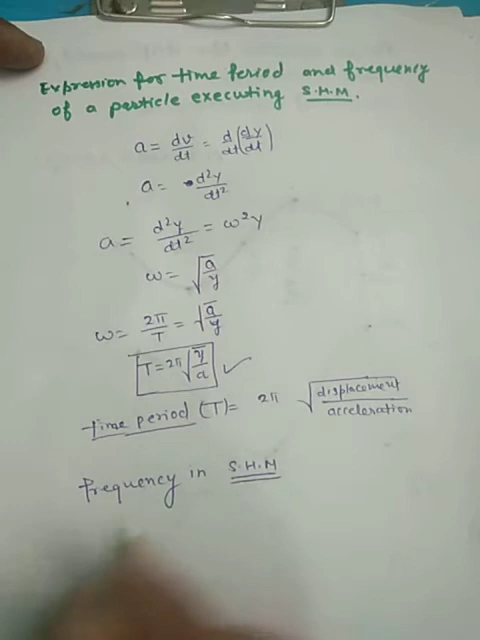 Expression for time Period and frequency
of a particle executing S.H.M.
a = dv/dt = d/dt(dy/dt)
a = d²y/dt²
a = d²y/dt² = ω²y
ω = √a/y
ω = 2π/T = √a/y
T = 2π√y/a ✓
time period (T) = 2π √displacement/acceleration
frequency in S.H.M